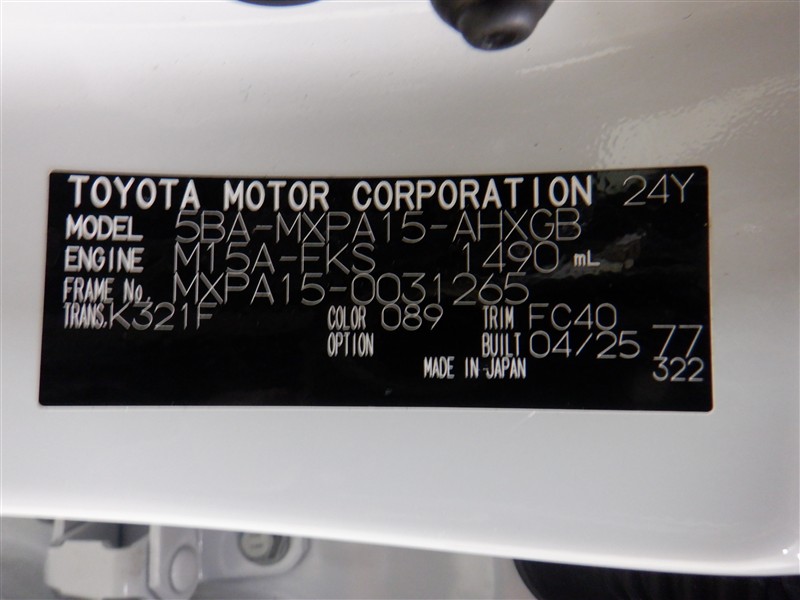 TOYOTA MOTOR CORPORATION 24Y
MODEL 5BA-MXPA15-AHXGB
ENGINE M15A-FKS 1490 mL
FRAME No. MXPA15-0031265
TRANS. K321F COLOR 089 TRIM FC40
OPTION BUILT 04/25 77
MADE IN JAPAN 322